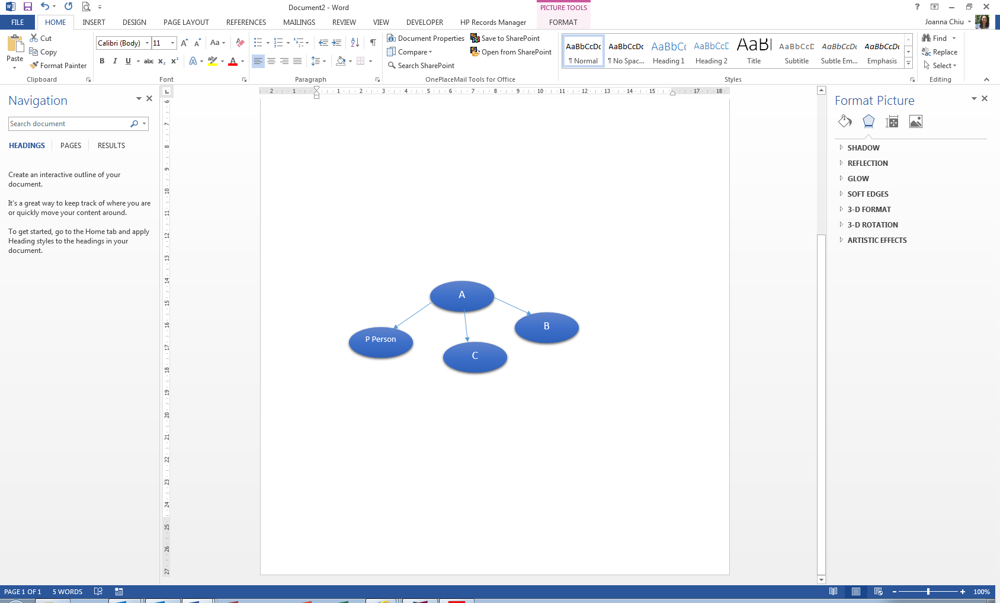 Document2 - Word
PICTURE TOOLS
?
FILE
HOME
INSERT
DESIGN
PAGE LAYOUT
REFERENCES
MAILINGS
REVIEW
VIEW
DEVELOPER
HP Records Manager
FORMAT
Joanna Chiu
Paste
Cut
Copy
Format Painter
Clipboard
Calibri (Body)
11
Font
Paragraph
Document Properties
Compare
Search SharePoint
Save to SharePoint
Open from SharePoint
OnePlaceMail Tools for Office
AaBbCcDc
¶ Normal
AaBbCcDc
¶ No Spac...
AaBbCc
Heading 1
AaBbCcD
Heading 2
AaB
Title
AaBbCcD
Subtitle
AaBbCcDc
Subtle Em...
AaBbCcDc
Emphasis
Styles
Find
Replace
Select
Editing
Navigation
Search document
HEADINGS
PAGES
RESULTS
Create an interactive outline of your
document.
It's a great way to keep track of where you are
or quickly move your content around.
To get started, go to the Home tab and apply
Heading styles to the headings in your
document.
2 1 1 2 3 4 5 6 7 8 9 10 11 12 13 14 15 17 18
6
7
8
9
10
11
12
13
14
15
16
17
18
19
20
21
22
23
24
25
26
27
A
B
P Person
C
Format Picture
SHADOW
REFLECTION
GLOW
SOFT EDGES
3-D FORMAT
3-D ROTATION
ARTISTIC EFFECTS
PAGE 1 OF 1
5 WORDS
100%